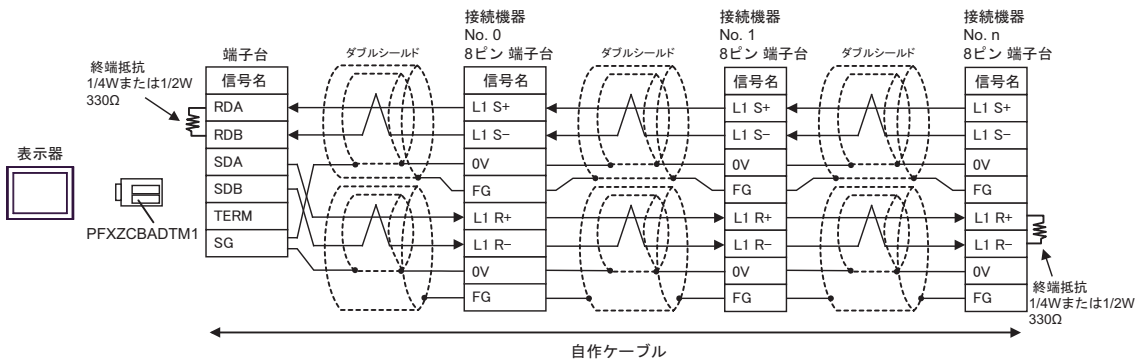 表示器
PFXZCBADTM1
終端抵抗
1/4Wまたは1/2W
330Ω
端子台
信号名
RDA
RDB
SDA
SDB
TERM
SG
ダブルシールド
接続機器
No. 0
8ピン 端子台
信号名
L1 S+
L1 S-
0V
FG
L1 R+
L1 R-
0V
FG
ダブルシールド
接続機器
No. 1
8ピン 端子台
信号名
L1 S+
L1 S-
0V
FG
L1 R+
L1 R-
0V
FG
ダブルシールド
接続機器
No. n
8ピン 端子台
信号名
L1 S+
L1 S-
0V
FG
L1 R+
L1 R-
0V
FG
終端抵抗
1/4Wまたは1/2W
330Ω
自作ケーブル